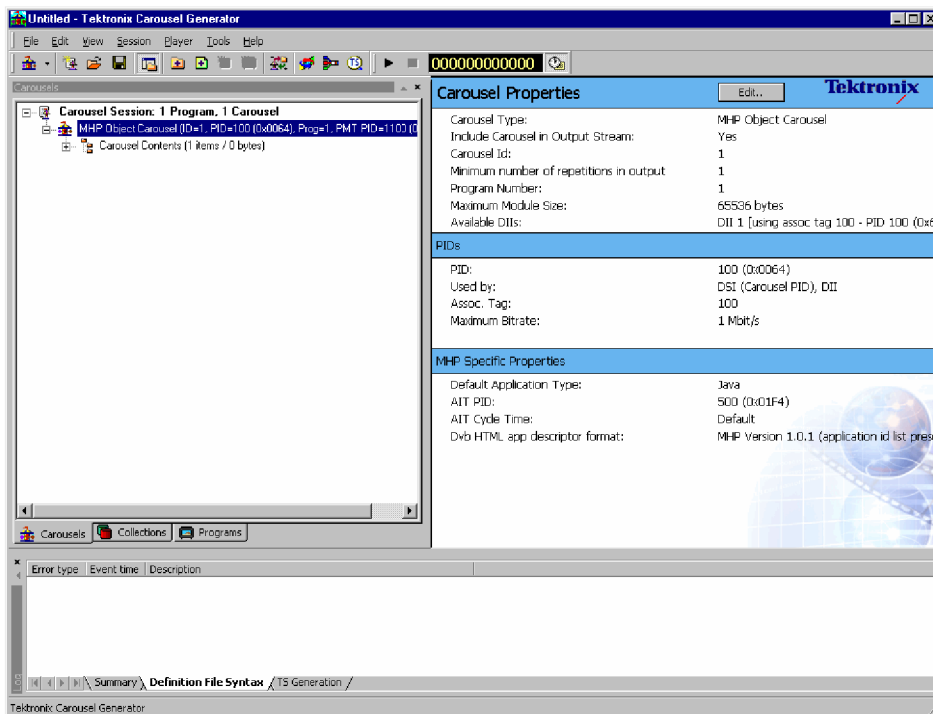 Untitled - Tektronix Carousel Generator
File Edit View Session Player Tools Help
TS 000000000000
Carousels
Carousel Session: 1 Program, 1 Carousel
MHP Object Carousel (ID=1, PID=100 (0x0064), Prog=1, PMT PID=1100 (0
Carousel Contents (1 items / 0 bytes)
Carousels Collections Programs
Carousel Properties Edit.. Tektronix
Carousel Type: MHP Object Carousel
Include Carousel in Output Stream: Yes
Carousel Id: 1
Minimum number of repetitions in output 1
Program Number: 1
Maximum Module Size: 65536 bytes
Available DIIs: DII 1 [using assoc tag 100 - PID 100 (0x6
PIDs
PID: 100 (0x0064)
Used by: DSI (Carousel PID), DII
Assoc. Tag: 100
Maximum Bitrate: 1 Mbit/s
MHP Specific Properties
Default Application Type: Java
AIT PID: 500 (0x01F4)
AIT Cycle Time: Default
Dvb HTML app descriptor format: MHP Version 1.0.1 (application id list pres
Error type Event time Description
Log
Summary Definition File Syntax TS Generation
Tektronix Carousel Generator